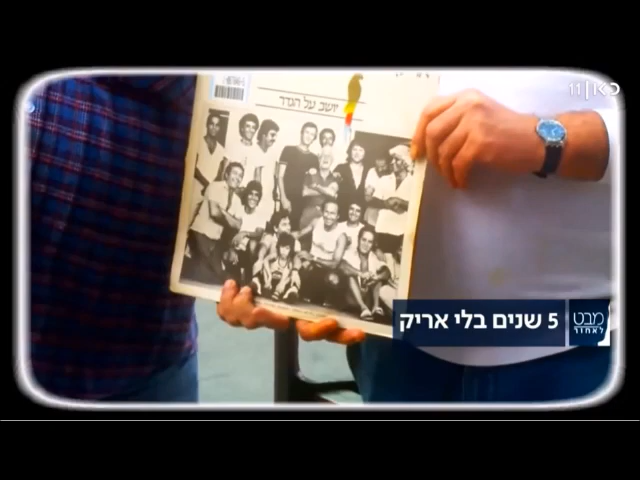 כאן 11
יושב על הגדר
5 שנים בלי אריק
מבט
לאחור